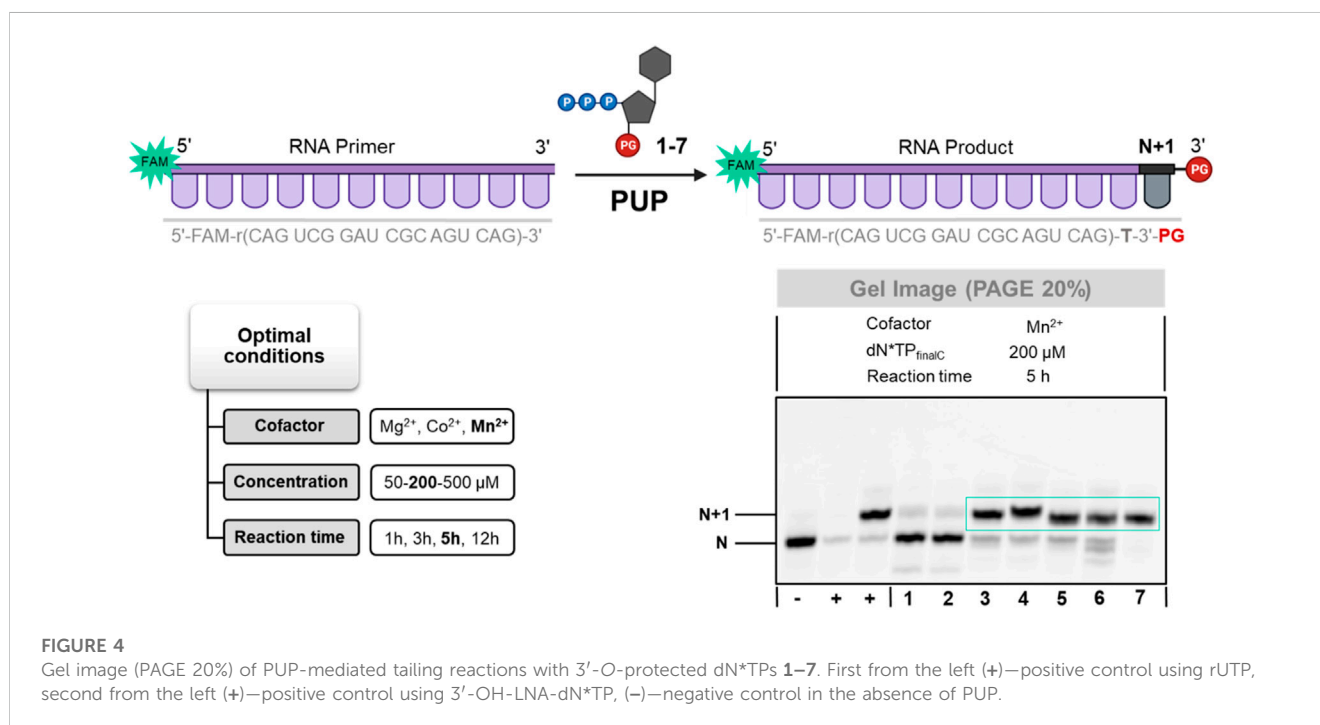 P P P
PG 1-7
5' RNA Primer 3'
FAM
PUP
5' RNA Product N+1 3'
FAM
PG
5'-FAM-r(CAG UCG GAU CGC AGU CAG)-3'
5'-FAM-r(CAG UCG GAU CGC AGU CAG)-T-3'-PG
Optimal
conditions
Cofactor Mg²⁺, Co²⁺, Mn²⁺
Concentration 50-200-500 µM
Reaction time 1h, 3h, 5h, 12h
Gel Image (PAGE 20%)
Cofactor Mn²⁺
dN*TPfinalC 200 µM
Reaction time 5 h
N+1
N
- + + 1 2 3 4 5 6 7
FIGURE 4
Gel image (PAGE 20%) of PUP-mediated tailing reactions with 3′-O-protected dN*TPs 1–7. First from the left (+)—positive control using rUTP,
second from the left (+)—positive control using 3′-OH-LNA-dN*TP, (−)—negative control in the absence of PUP.